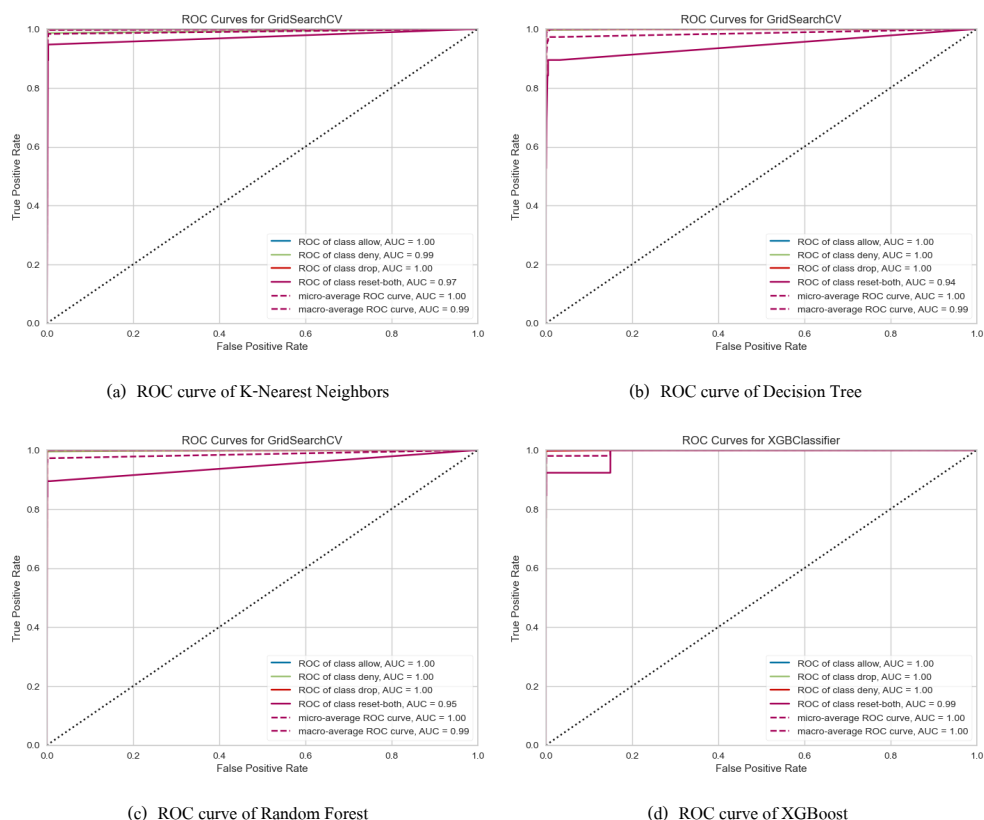 ROC Curves for GridSearchCV
1.0
0.8
0.6
0.4
0.2
0.0
True Positive Rate
ROC of class allow, AUC = 1.00
ROC of class deny, AUC = 0.99
ROC of class drop, AUC = 1.00
ROC of class reset-both, AUC = 0.97
micro-average ROC curve, AUC = 1.00
macro-average ROC curve, AUC = 0.99
0.0 0.2 0.4 0.6 0.8 1.0
False Positive Rate
(a) ROC curve of K-Nearest Neighbors
ROC Curves for GridSearchCV
1.0
0.8
0.6
0.4
0.2
0.0
True Positive Rate
ROC of class allow, AUC = 1.00
ROC of class deny, AUC = 1.00
ROC of class drop, AUC = 1.00
ROC of class reset-both, AUC = 0.94
micro-average ROC curve, AUC = 1.00
macro-average ROC curve, AUC = 0.99
0.0 0.2 0.4 0.6 0.8 1.0
False Positive Rate
(b) ROC curve of Decision Tree
ROC Curves for GridSearchCV
1.0
0.8
0.6
0.4
0.2
0.0
True Positive Rate
ROC of class allow, AUC = 1.00
ROC of class deny, AUC = 1.00
ROC of class drop, AUC = 1.00
ROC of class reset-both, AUC = 0.95
micro-average ROC curve, AUC = 1.00
macro-average ROC curve, AUC = 0.99
0.0 0.2 0.4 0.6 0.8 1.0
False Positive Rate
(c) ROC curve of Random Forest
ROC Curves for XGBClassifier
1.0
0.8
0.6
0.4
0.2
0.0
True Positive Rate
ROC of class allow, AUC = 1.00
ROC of class drop, AUC = 1.00
ROC of class deny, AUC = 1.00
ROC of class reset-both, AUC = 0.99
micro-average ROC curve, AUC = 1.00
macro-average ROC curve, AUC = 1.00
0.0 0.2 0.4 0.6 0.8 1.0
False Positive Rate
(d) ROC curve of XGBoost